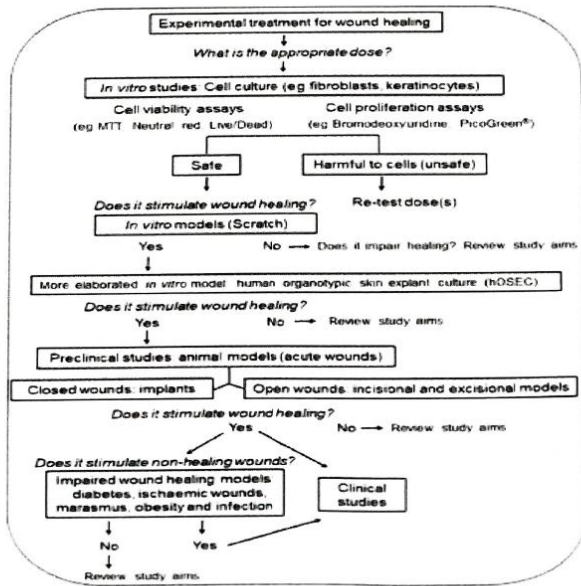 Experimental treatment for wound healing
What is the appropriate dose?
In vitro studies: Cell culture (eg fibroblasts, keratinocytes)
Cell viability assays
(eg MTT Neutral red Live/Dead)
Cell proliferation assays
(eg Bromodeoxyuridine PicoGreen®)
Safe
Harmful to cells (unsafe)
Does it stimulate wound healing?
Re-test dose(s)
In vitro models (Scratch)
Yes
No → Does it impair healing? Review study aims
More elaborated in vitro model human organotypic skin explant culture (hOSEC)
Does it stimulate wound healing?
Yes
No → Review study aims
Preclinical studies animal models (acute wounds)
Closed wounds: implants
Open wounds: incisional and excisional models
Does it stimulate wound healing?
Yes
No → Review study aims
Does it stimulate non-healing wounds?
Impaired wound healing models
diabetes, ischaemic wounds,
marasmus, obesity and infection
Clinical
studies
No
Yes
Review study aims